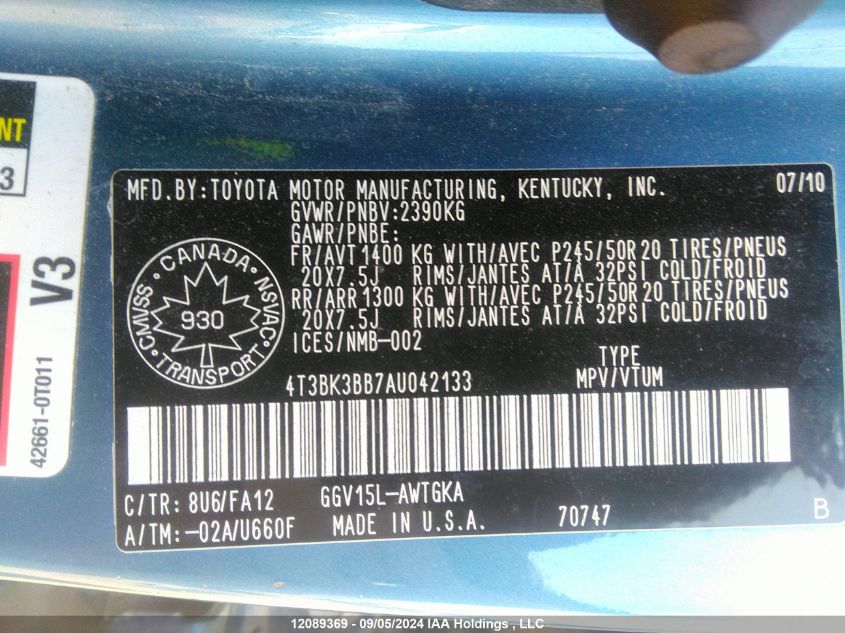 NT
3
V3
42661-0T011
MFD.BY:TOYOTA MOTOR MANUFACTURING, KENTUCKY, INC. 07/10
GVWR/PNBV:2390KG
GAWR/PNBE:
FR/AVT 1400 KG WITH/AVEC P245/50R20 TIRES/PNEUS
20X7.5J RIMS/JANTES AT/À 32PSI COLD/FROID
RR/ARR 1300 KG WITH/AVEC P245/50R20 TIRES/PNEUS
20X7.5J RIMS/JANTES AT/À 32PSI COLD/FROID
ICES/NMB-002
CANADA
CMVSS
NSVAC
930
TRANSPORT
TYPE
4T3BK3BB7AU042133 MPV/VTUM
C/TR: 8U6/FA12 GGV15L-AWTGKA
A/TM:-02A/U660F MADE IN U.S.A. 70747 B
12089369 - 09/05/2024 IAA Holdings , LLC